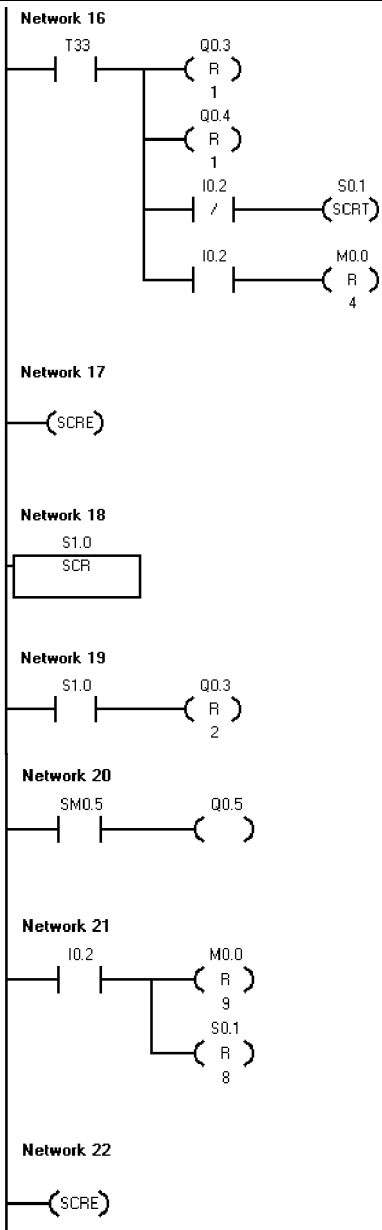 Network 16
T33 Q0.3
R
1
Q0.4
R
1
I0.2 S0.1
/ SCRT
I0.2 M0.0
R
4
Network 17
SCRE
Network 18
S1.0
SCR
Network 19
S1.0 Q0.3
R
2
Network 20
SM0.5 Q0.5
Network 21
I0.2 M0.0
R
9
S0.1
R
8
Network 22
SCRE